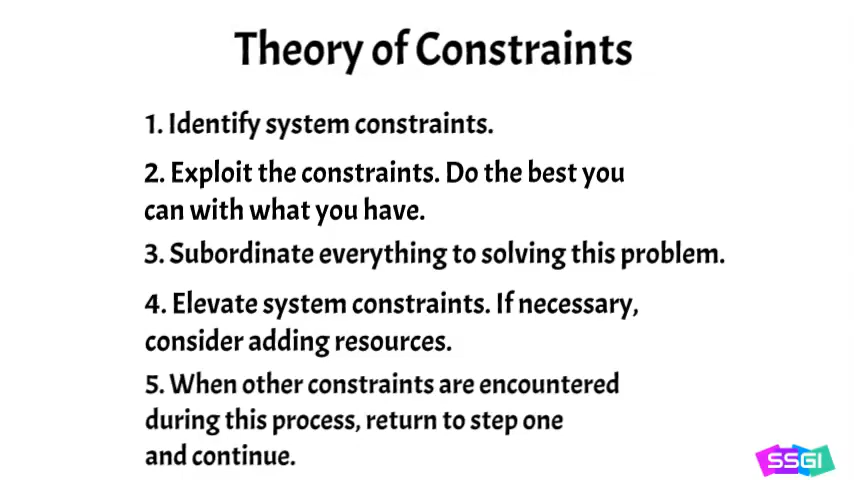 Theory of Constraints
1. Identify system constraints.
2. Exploit the constraints. Do the best you
can with what you have.
3. Subordinate everything to solving this problem.
4. Elevate system constraints. If necessary,
consider adding resources.
5. When other constraints are encountered
during this process, return to step one
and continue.
SSGI